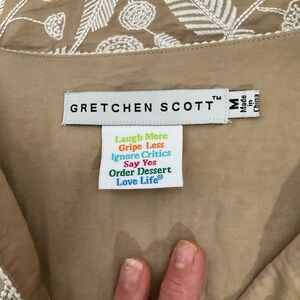 GRETCHEN SCOTT™
M
Made
in
China
Laugh More
Gripe Less
Ignore Critics
Say Yes
Order Dessert
Love Life®